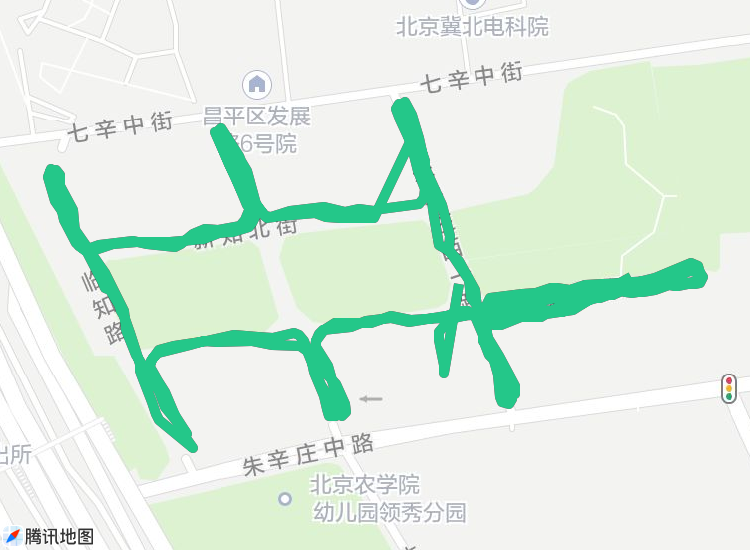 北京冀北电科院
七辛中街
七辛中街
昌平区发展
路6号院
新知北街
临知路
朱辛庄中路
出所
北京农学院
幼儿园领秀分园
腾讯地图